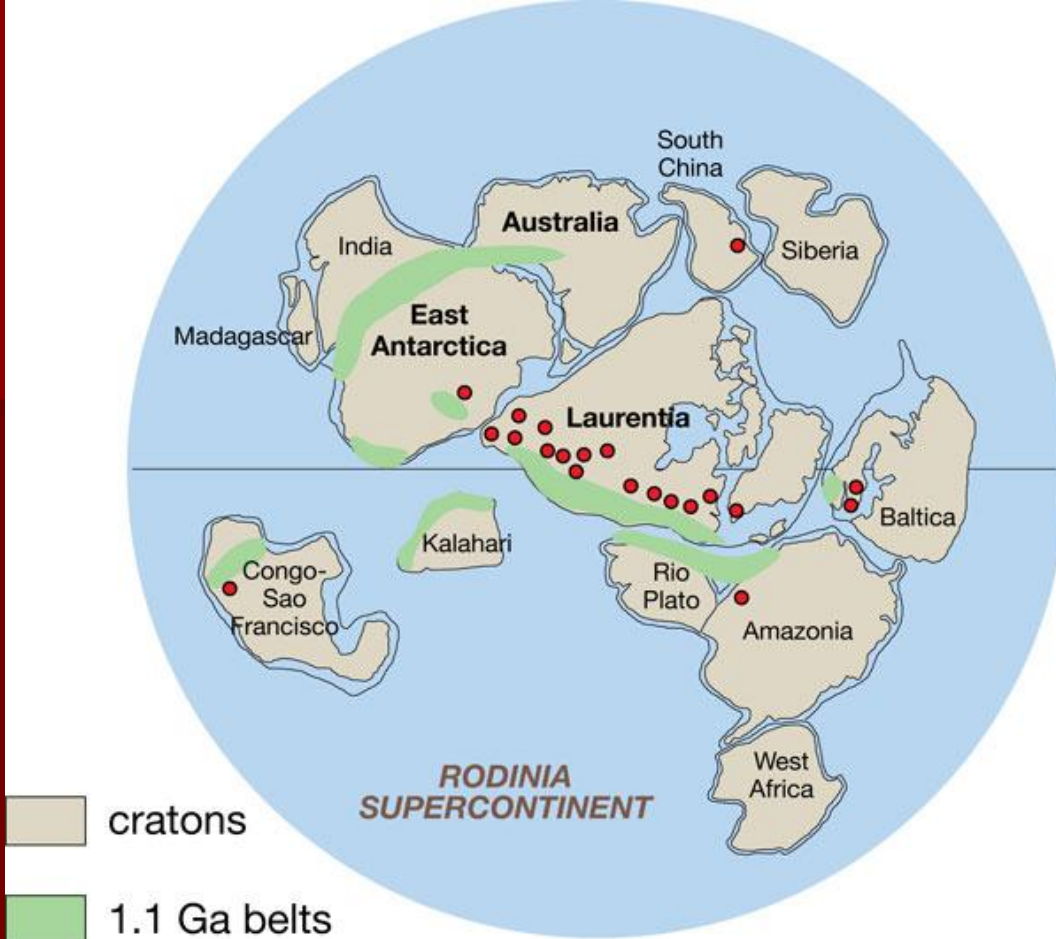 South
China
Australia
India
Siberia
East
Antarctica
Madagascar
Laurentia
Baltica
Kalahari
Congo-
Sao
Francisco
Rio
Plato
Amazonia
West
Africa
RODINIA
SUPERCONTINENT
cratons
1.1 Ga belts